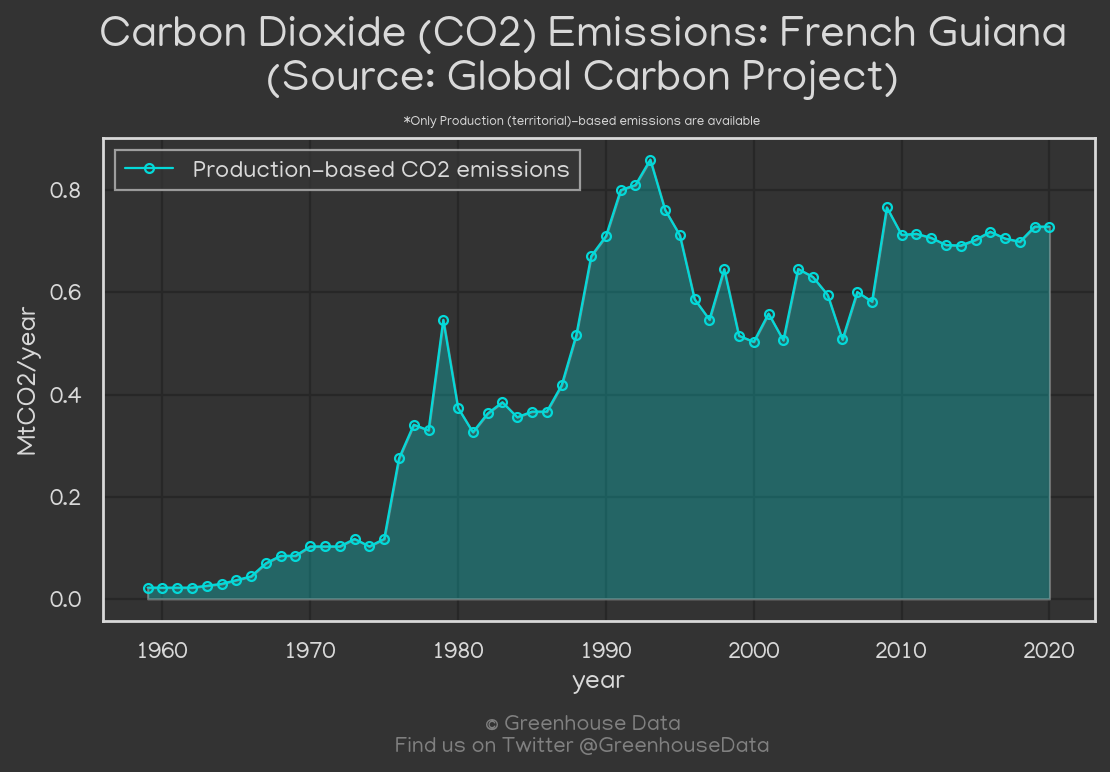 Carbon Dioxide (CO2) Emissions: French Guiana
(Source: Global Carbon Project)
*Only Production (territorial)-based emissions are available
Production-based CO2 emissions
MtCO2/year
0.8
0.6
0.4
0.2
0.0
1960 1970 1980 1990 2000 2010 2020
year
© Greenhouse Data
Find us on Twitter @GreenhouseData